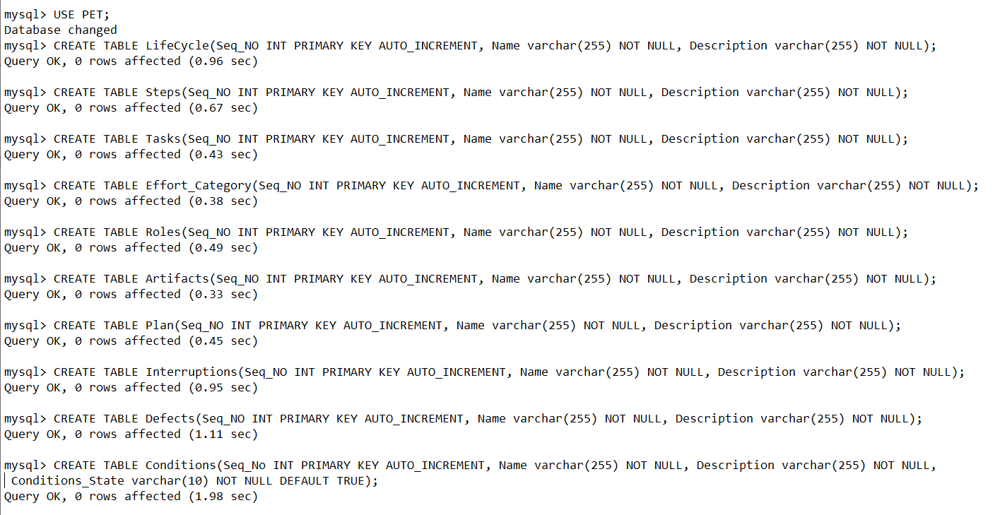 mysql> USE PET;
Database changed
mysql> CREATE TABLE LifeCycle(Seq_NO INT PRIMARY KEY AUTO_INCREMENT, Name varchar(255) NOT NULL, Description varchar(255) NOT NULL);
Query OK, 0 rows affected (0.96 sec)
mysql> CREATE TABLE Steps(Seq_NO INT PRIMARY KEY AUTO_INCREMENT, Name varchar(255) NOT NULL, Description varchar(255) NOT NULL);
Query OK, 0 rows affected (0.67 sec)
mysql> CREATE TABLE Tasks(Seq_NO INT PRIMARY KEY AUTO_INCREMENT, Name varchar(255) NOT NULL, Description varchar(255) NOT NULL);
Query OK, 0 rows affected (0.43 sec)
mysql> CREATE TABLE Effort_Category(Seq_NO INT PRIMARY KEY AUTO_INCREMENT, Name varchar(255) NOT NULL, Description varchar(255) NOT NULL);
Query OK, 0 rows affected (0.38 sec)
mysql> CREATE TABLE Roles(Seq_NO INT PRIMARY KEY AUTO_INCREMENT, Name varchar(255) NOT NULL, Description varchar(255) NOT NULL);
Query OK, 0 rows affected (0.49 sec)
mysql> CREATE TABLE Artifacts(Seq_NO INT PRIMARY KEY AUTO_INCREMENT, Name varchar(255) NOT NULL, Description varchar(255) NOT NULL);
Query OK, 0 rows affected (0.33 sec)
mysql> CREATE TABLE Plan(Seq_NO INT PRIMARY KEY AUTO_INCREMENT, Name varchar(255) NOT NULL, Description varchar(255) NOT NULL);
Query OK, 0 rows affected (0.45 sec)
mysql> CREATE TABLE Interruptions(Seq_NO INT PRIMARY KEY AUTO_INCREMENT, Name varchar(255) NOT NULL, Description varchar(255) NOT NULL);
Query OK, 0 rows affected (0.95 sec)
mysql> CREATE TABLE Defects(Seq_NO INT PRIMARY KEY AUTO_INCREMENT, Name varchar(255) NOT NULL, Description varchar(255) NOT NULL);
Query OK, 0 rows affected (1.11 sec)
mysql> CREATE TABLE Conditions(Seq_No INT PRIMARY KEY AUTO_INCREMENT, Name varchar(255) NOT NULL, Description varchar(255) NOT NULL,
Conditions_State varchar(10) NOT NULL DEFAULT TRUE);
Query OK, 0 rows affected (1.98 sec)